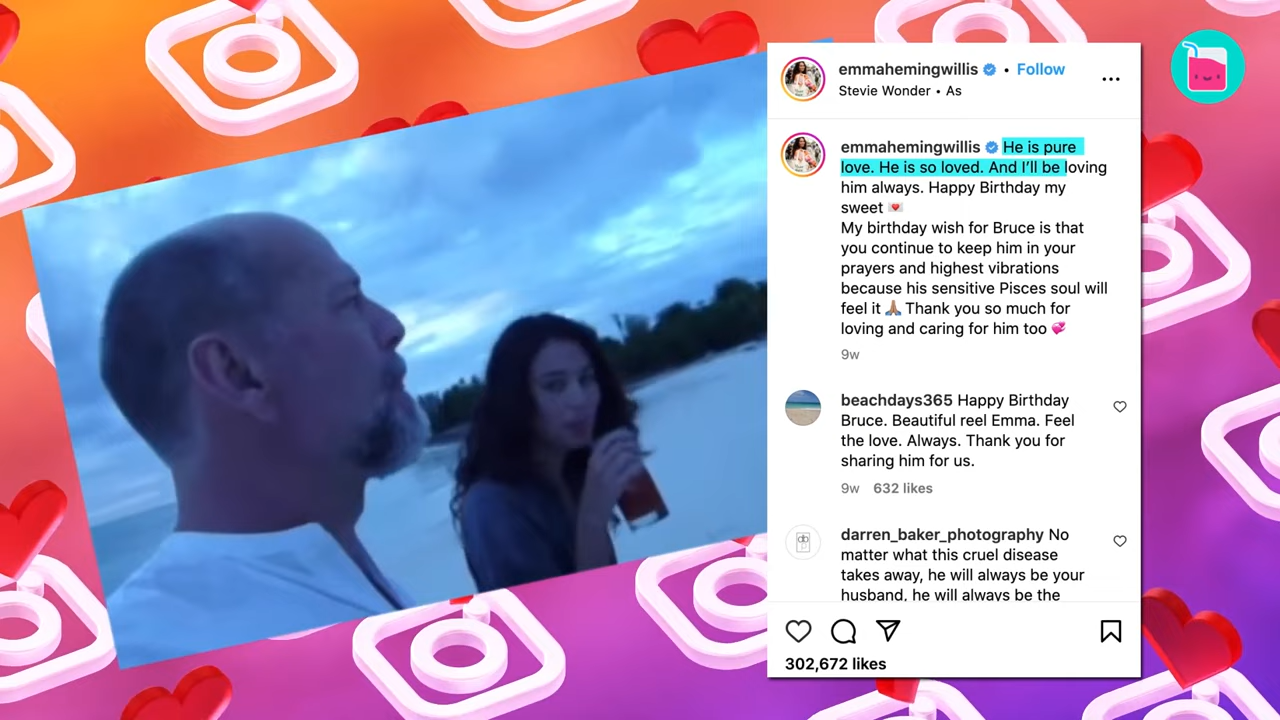 emmahemingwillis • Follow
Stevie Wonder • As
emmahemingwillis He is pure
love. He is so loved. And I’ll be loving
him always. Happy Birthday my
sweet 💌
My birthday wish for Bruce is that
you continue to keep him in your
prayers and highest vibrations
because his sensitive Pisces soul will
feel it 🙏🏽 Thank you so much for
loving and caring for him too 💞
9w
beachdays365 Happy Birthday
Bruce. Beautiful reel Emma. Feel
the love. Always. Thank you for
sharing him for us.
9w 632 likes
darren_baker_photography No
matter what this cruel disease
takes away, he will always be your
husband, he will always be the
302,672 likes